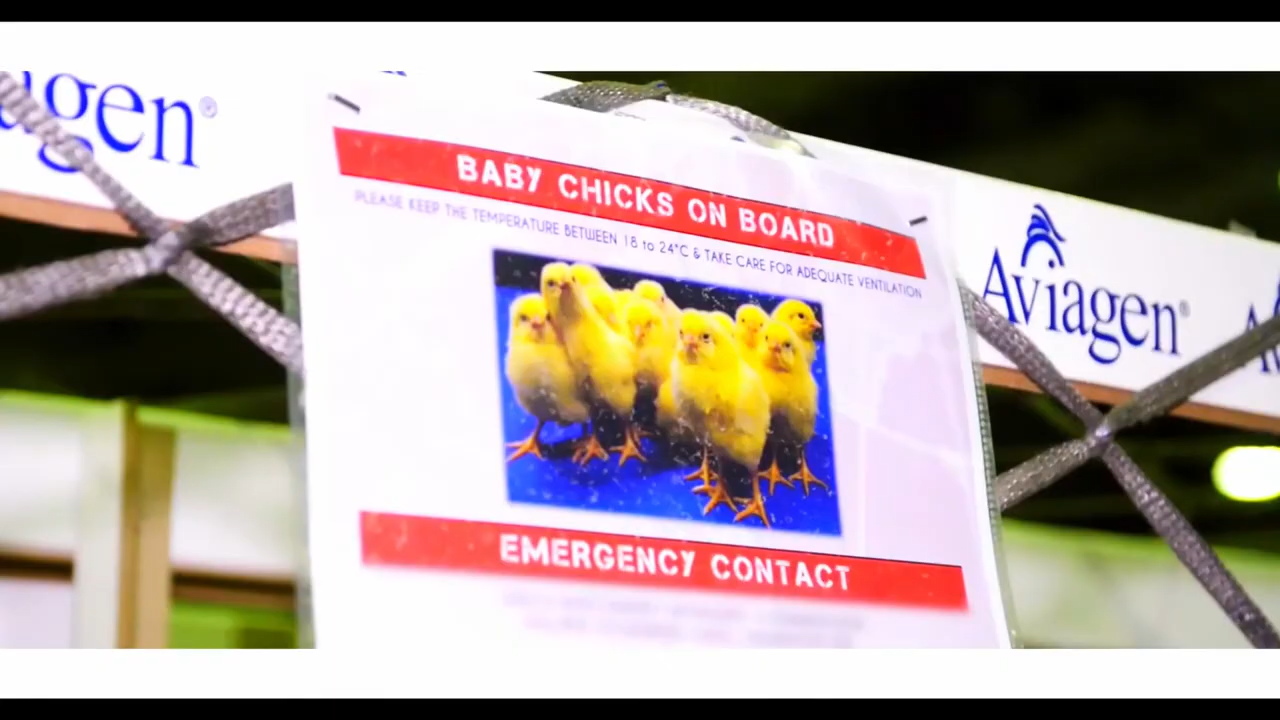 agen®
BABY CHICKS ON BOARD
PLEASE KEEP THE TEMPERATURE BETWEEN 18 to 24°C & TAKE CARE FOR ADEQUATE VENTILATION
Aviagen®
EMERGENCY CONTACT